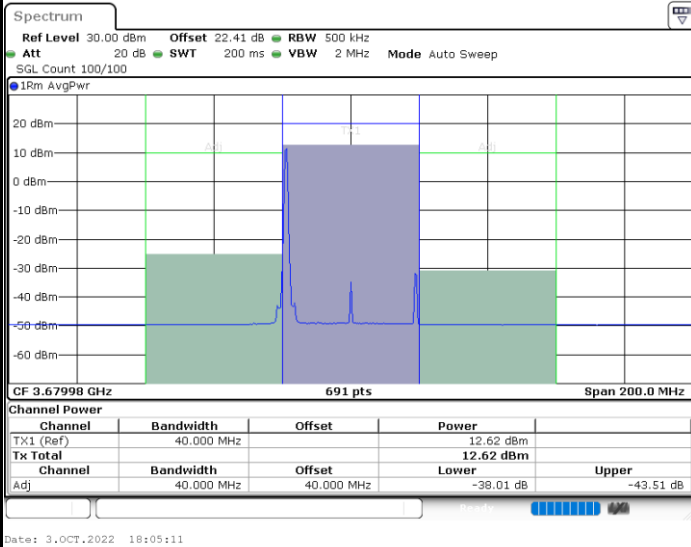 Spectrum
Ref Level 30.00 dBm Offset 22.41 dB RBW 500 kHz
Att 20 dB SWT 200 ms VBW 2 MHz Mode Auto Sweep
SGL Count 100/100
1Rm AvgPwr
20 dBm
Adj TX1 Adj
10 dBm
0 dBm
-10 dBm
-20 dBm
-30 dBm
-40 dBm
-50 dBm
-60 dBm
CF 3.67998 GHz 691 pts Span 200.0 MHz
Channel Power
Channel Bandwidth Offset Power
TX1 (Ref) 40.000 MHz 12.62 dBm
Tx Total 12.62 dBm
Channel Bandwidth Offset Lower Upper
Adj 40.000 MHz 40.000 MHz -38.01 dB -43.51 dB
Ready
Date: 3.OCT.2022 18:05:11